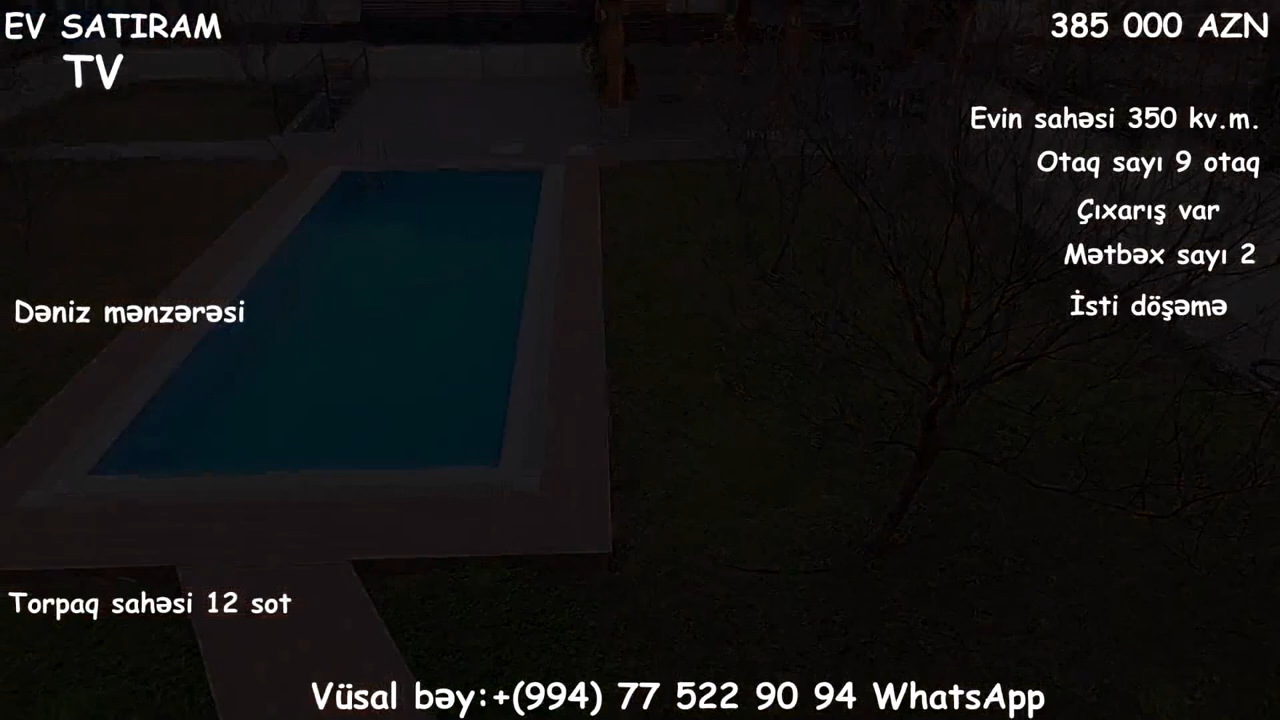 EV SATIRAM
TV
385 000 AZN
Evin sahəsi 350 kv.m.
Otaq sayı 9 otaq
Çıxarış var
Mətbəx sayı 2
İsti döşəmə
Dəniz mənzərəsi
Torpaq sahəsi 12 sot
Vüsal bəy:+(994) 77 522 90 94 WhatsApp